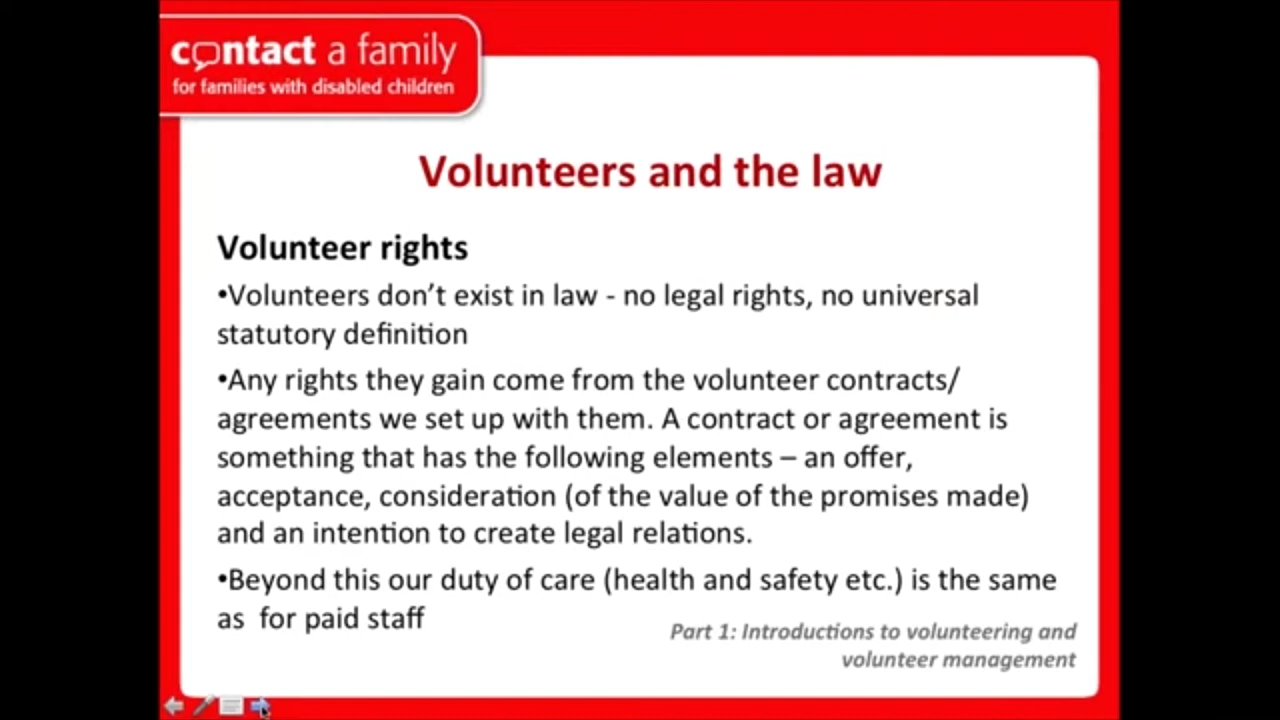 contact a family
for families with disabled children
Volunteers and the law
Volunteer rights
•Volunteers don’t exist in law - no legal rights, no universal
statutory definition
•Any rights they gain come from the volunteer contracts/
agreements we set up with them. A contract or agreement is
something that has the following elements – an offer,
acceptance, consideration (of the value of the promises made)
and an intention to create legal relations.
•Beyond this our duty of care (health and safety etc.) is the same
as  for paid staff
Part 1: Introductions to volunteering and
volunteer management